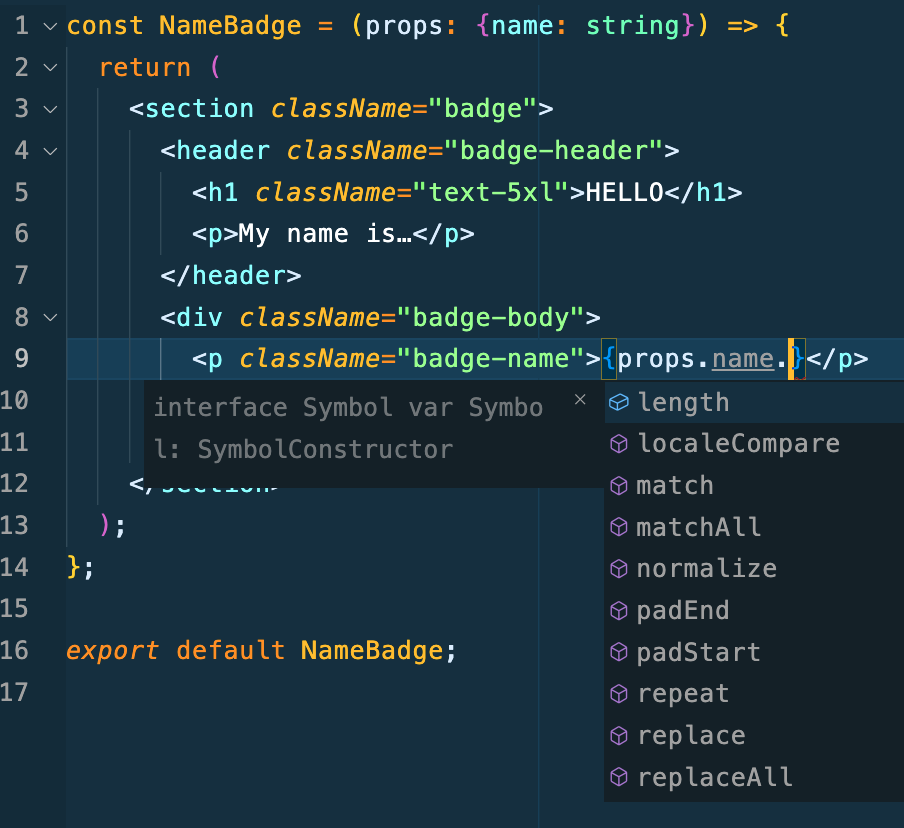 1 const NameBadge = (props: {name: string}) => {
2 return (
3 <section className="badge">
4 <header className="badge-header">
5 <h1 className="text-5xl">HELLO</h1>
6 <p>My name is…</p>
7 </header>
8 <div className="badge-body">
9 <p className="badge-name">{props.name.}</p>
10
11
12 </section>
13 );
14 };
15
16 export default NameBadge;
17
interface Symbol var Symbo
l: SymbolConstructor
length
localeCompare
match
matchAll
normalize
padEnd
padStart
repeat
replace
replaceAll